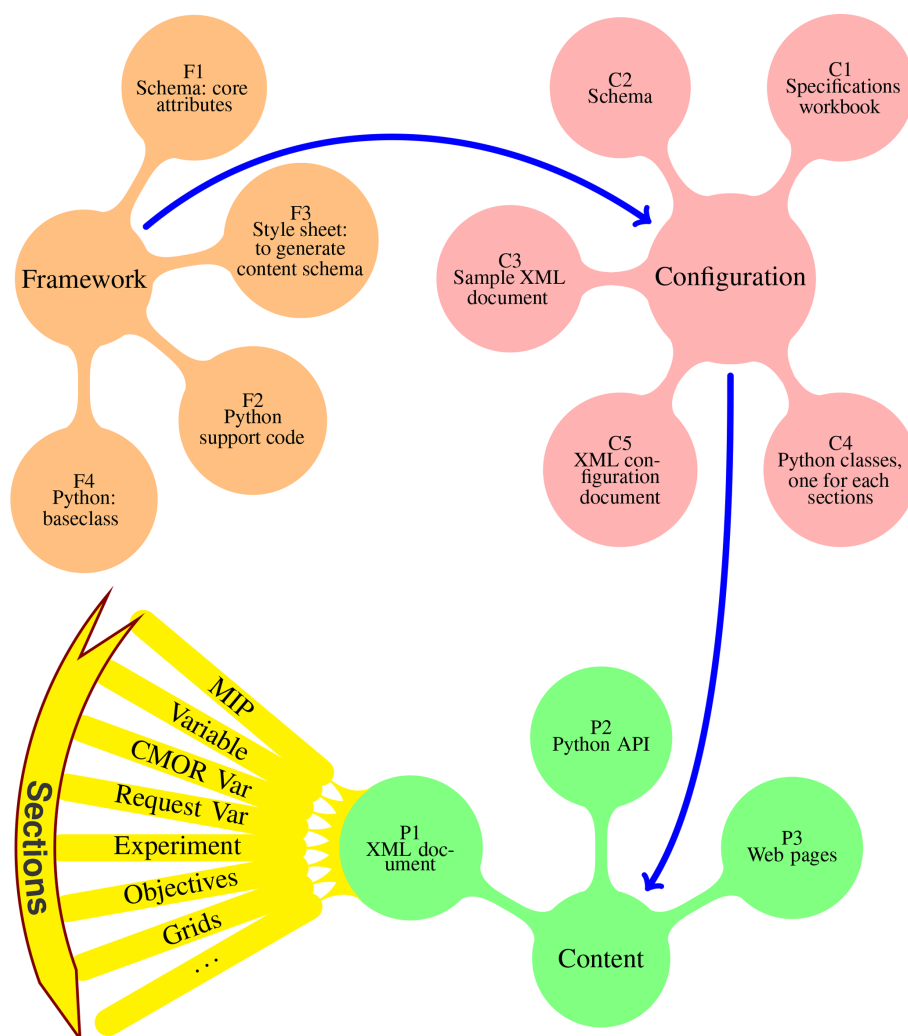 F1
Schema: core
attributes
F3
Style sheet:
to generate
content schema
Framework
F2
Python
support code
F4
Python:
baseclass
C2
Schema
C1
Specifications
workbook
C3
Sample XML
document
Configuration
C5
XML con-
figuration
document
C4
Python classes,
one for each
sections
Sections
MIP
Variable
CMOR Var
Request Var
Experiment
Objectives
Grids
...
P1
XML doc-
ument
P2
Python API
P3
Web pages
Content